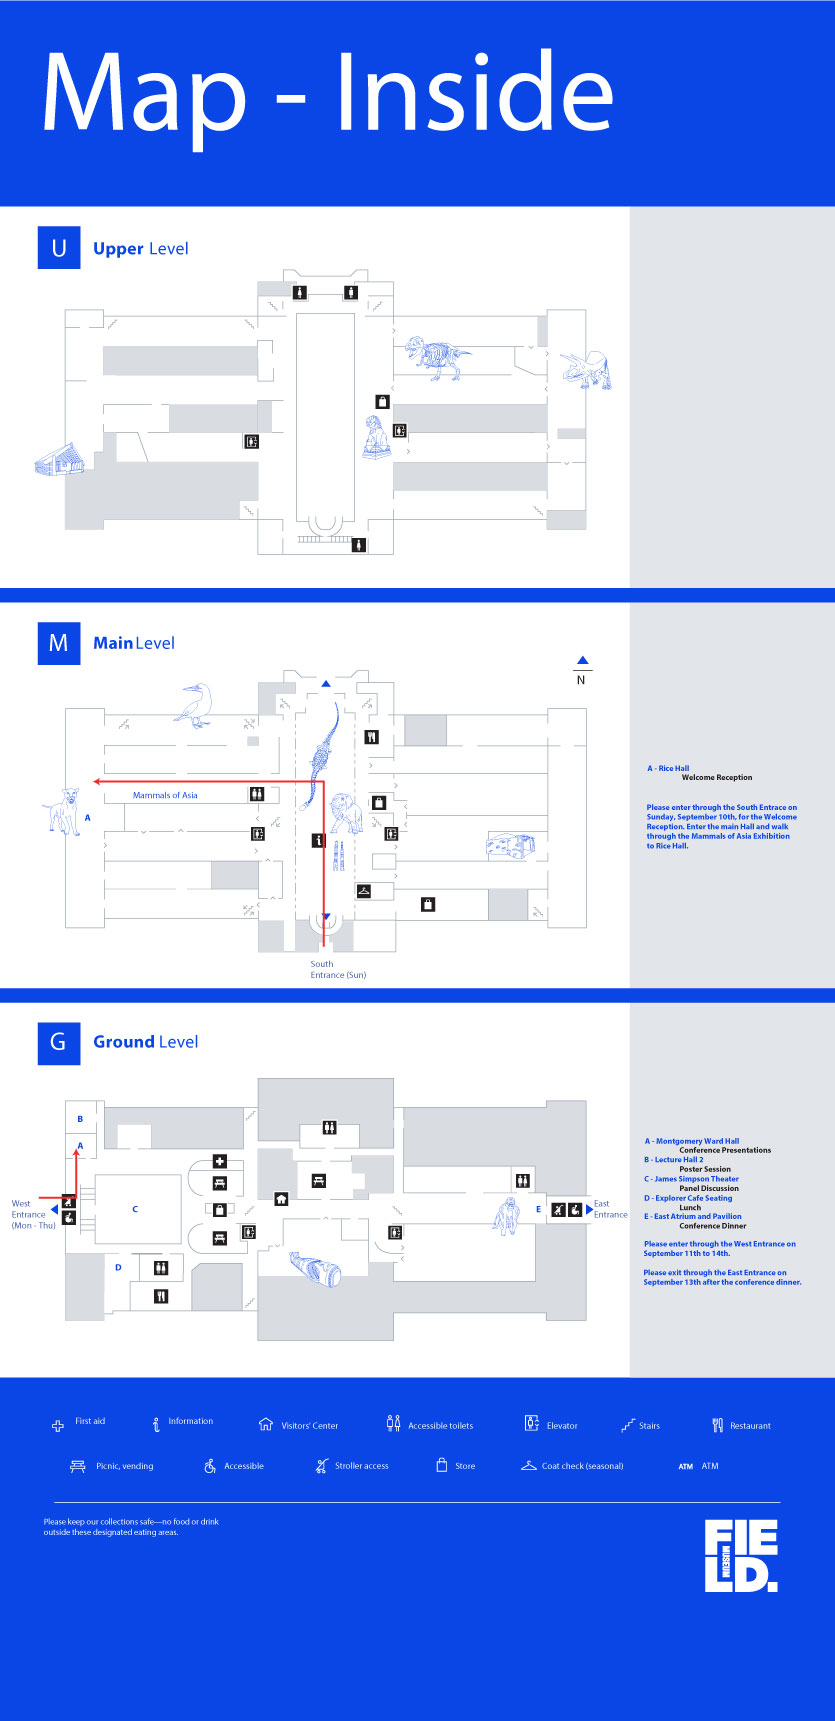 Map - Inside
U
Upper Level
M
Main Level
N
Mammals of Asia
A
i
South
Entrance (Sun)
A - Rice Hall
Welcome Reception
Please enter through the South Entrace on
Sunday, September 10th, for the Welcome
Reception. Enter the main Hall and walk
through the Mammals of Asia Exhibition
to Rice Hall.
G
Ground Level
B
A
West
Entrance
(Mon - Thu)
C
D
E
East
Entrance
A - Montgomery Ward Hall
Conference Presentations
B - Lecture Hall 2
Poster Session
C - James Simpson Theater
Panel Discussion
D - Explorer Cafe Seating
Lunch
E - East Atrium and Pavilion
Conference Dinner
Please enter through the West Entrance on
September 11th to 14th.
Please exit through the East Entrance on
September 13th after the conference dinner.
First aid
i Information
Visitors' Center
Accessible toilets
Elevator
Stairs
Restaurant
Picnic, vending
Accessible
Stroller access
Store
Coat check (seasonal)
ATM ATM
Please keep our collections safe—no food or drink
outside these designated eating areas.
FIE
LD.
MUSEUM